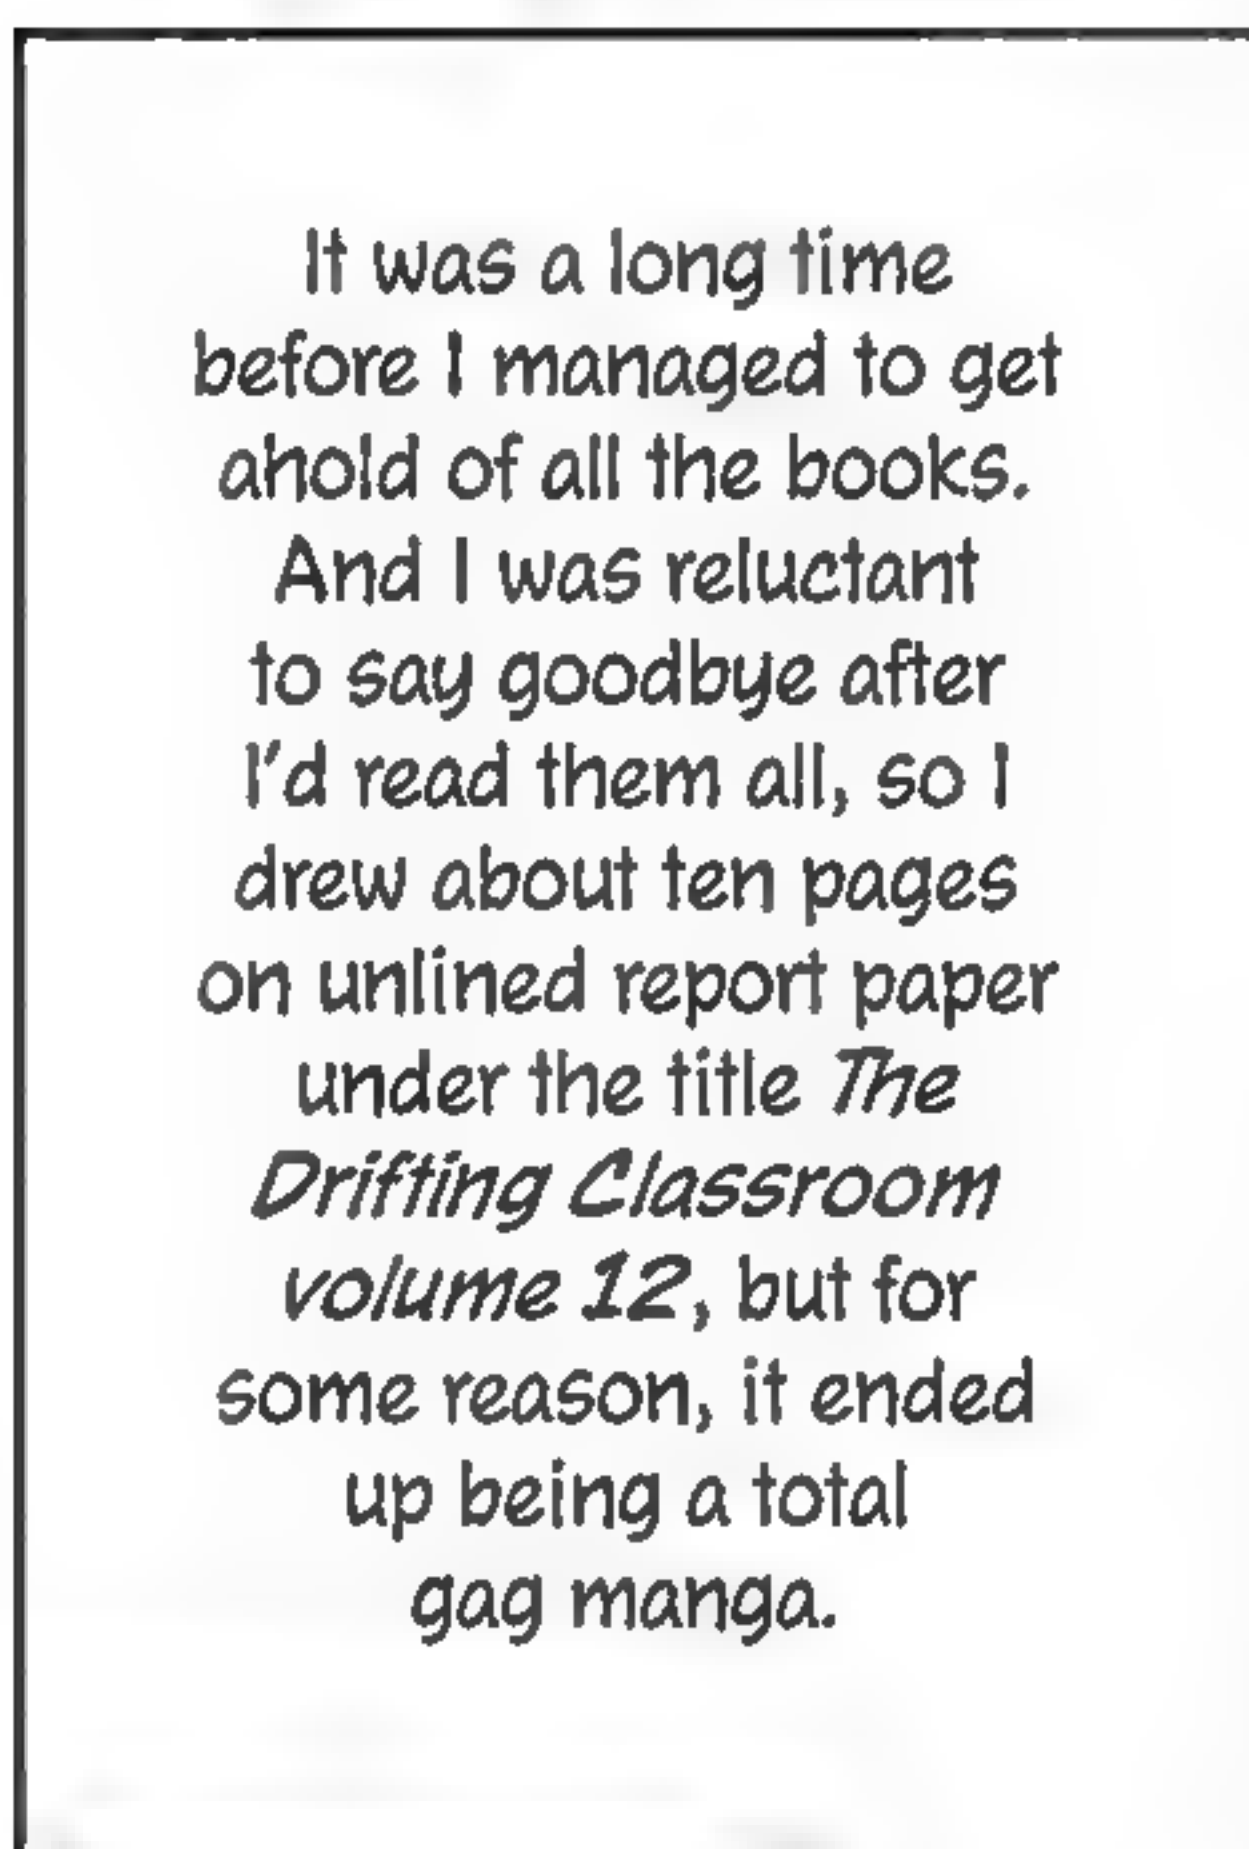 It was a long time
before I managed to get
ahold of all the books.
And I was reluctant
to say goodbye after
I'd read them all, so I
drew about ten pages
on unlined report paper
under the title The
Drifting Classroom
volume 12, but for
some reason, it ended
up being a total
gag manga.